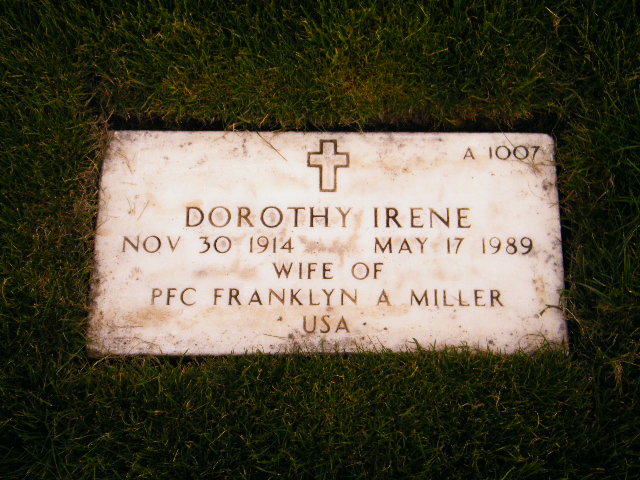 A 1007
DOROTHY IRENE
NOV 30 1914 MAY 17 1989
WIFE OF
PFC FRANKLYN A MILLER
USA